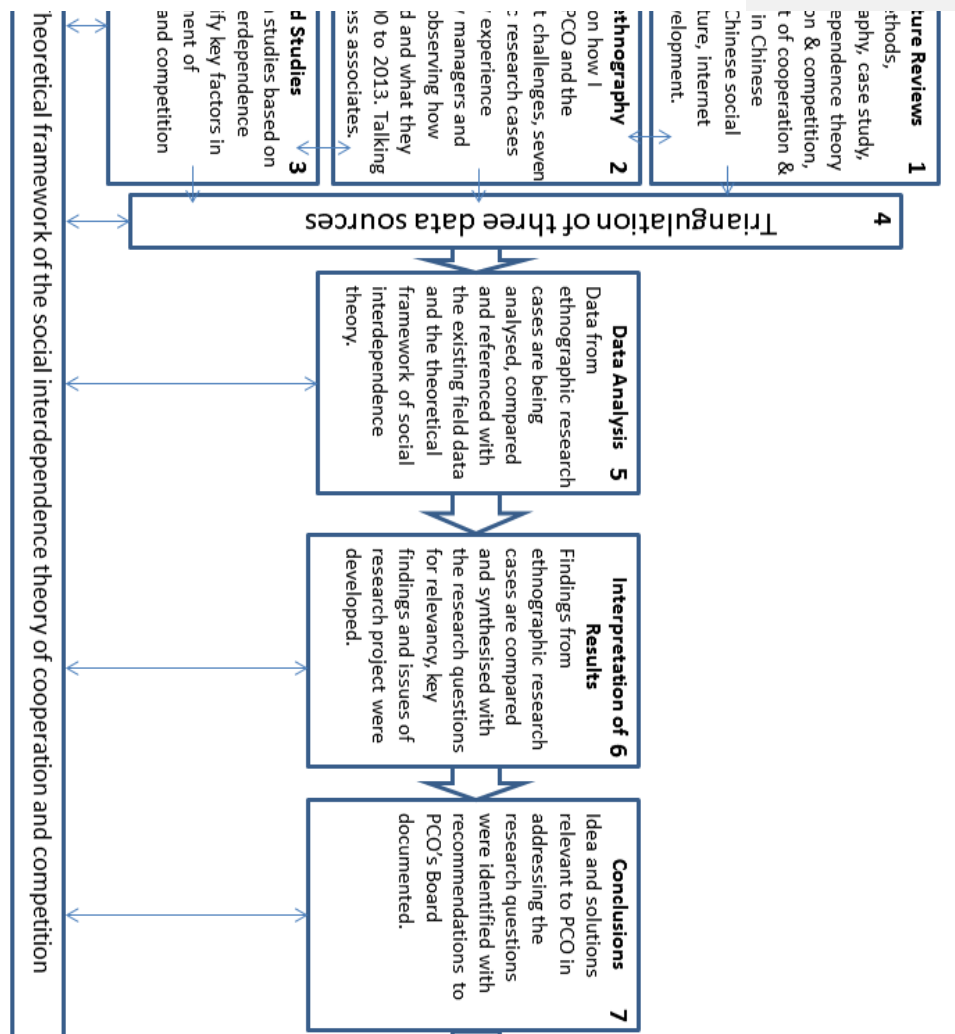 ture Reviews 1
ethods,
aphy, case study,
ependence theory
on & competition,
t of cooperation &
in Chinese
Chinese social
ture, internet
velopment.
ethnography 2
on how I
PCO and the
t challenges, seven
c research cases
experience
managers and
observing how
d and what they
00 to 2013. Talking
ess associates.
d Studies 3
studies based on
erdependence
ify key factors in
ment of
and competition
4
Triangulation of three data sources
Data Analysis 5
Data from
ethnographic research
cases are being
analysed, compared
and referenced with
the existing field data
and the theoretical
framework of social
interdependence
theory.
Interpretation of 6
Results
Findings from
ethnographic research
cases are compared
and synthesised with
the research questions
for relevancy, key
findings and issues of
research project were
developed.
Conclusions 7
Idea and solutions
relevant to PCO in
addressing the
research questions
were identified with
recommendations to
PCO's Board
documented.
heoretical framework of the social interdependence theory of cooperation and competition